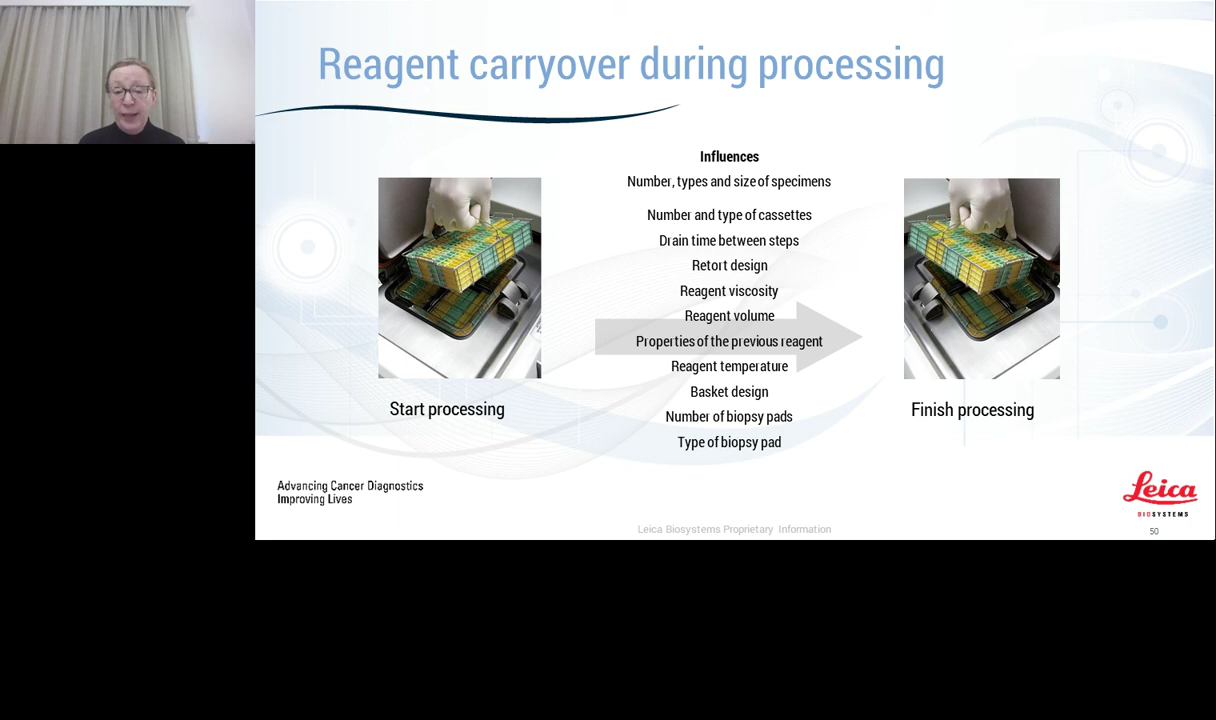 Reagent carryover during processing
Influences
Number, types and size of specimens
Number and type of cassettes
Drain time between steps
Retort design
Reagent viscosity
Reagent volume
Properties of the previous reagent
Reagent temperature
Basket design
Number of biopsy pads
Type of biopsy pad
Start processing
Finish processing
Advancing Cancer Diagnostics
Improving Lives
Leica
BIOSYSTEMS
Leica Biosystems Proprietary Information
50